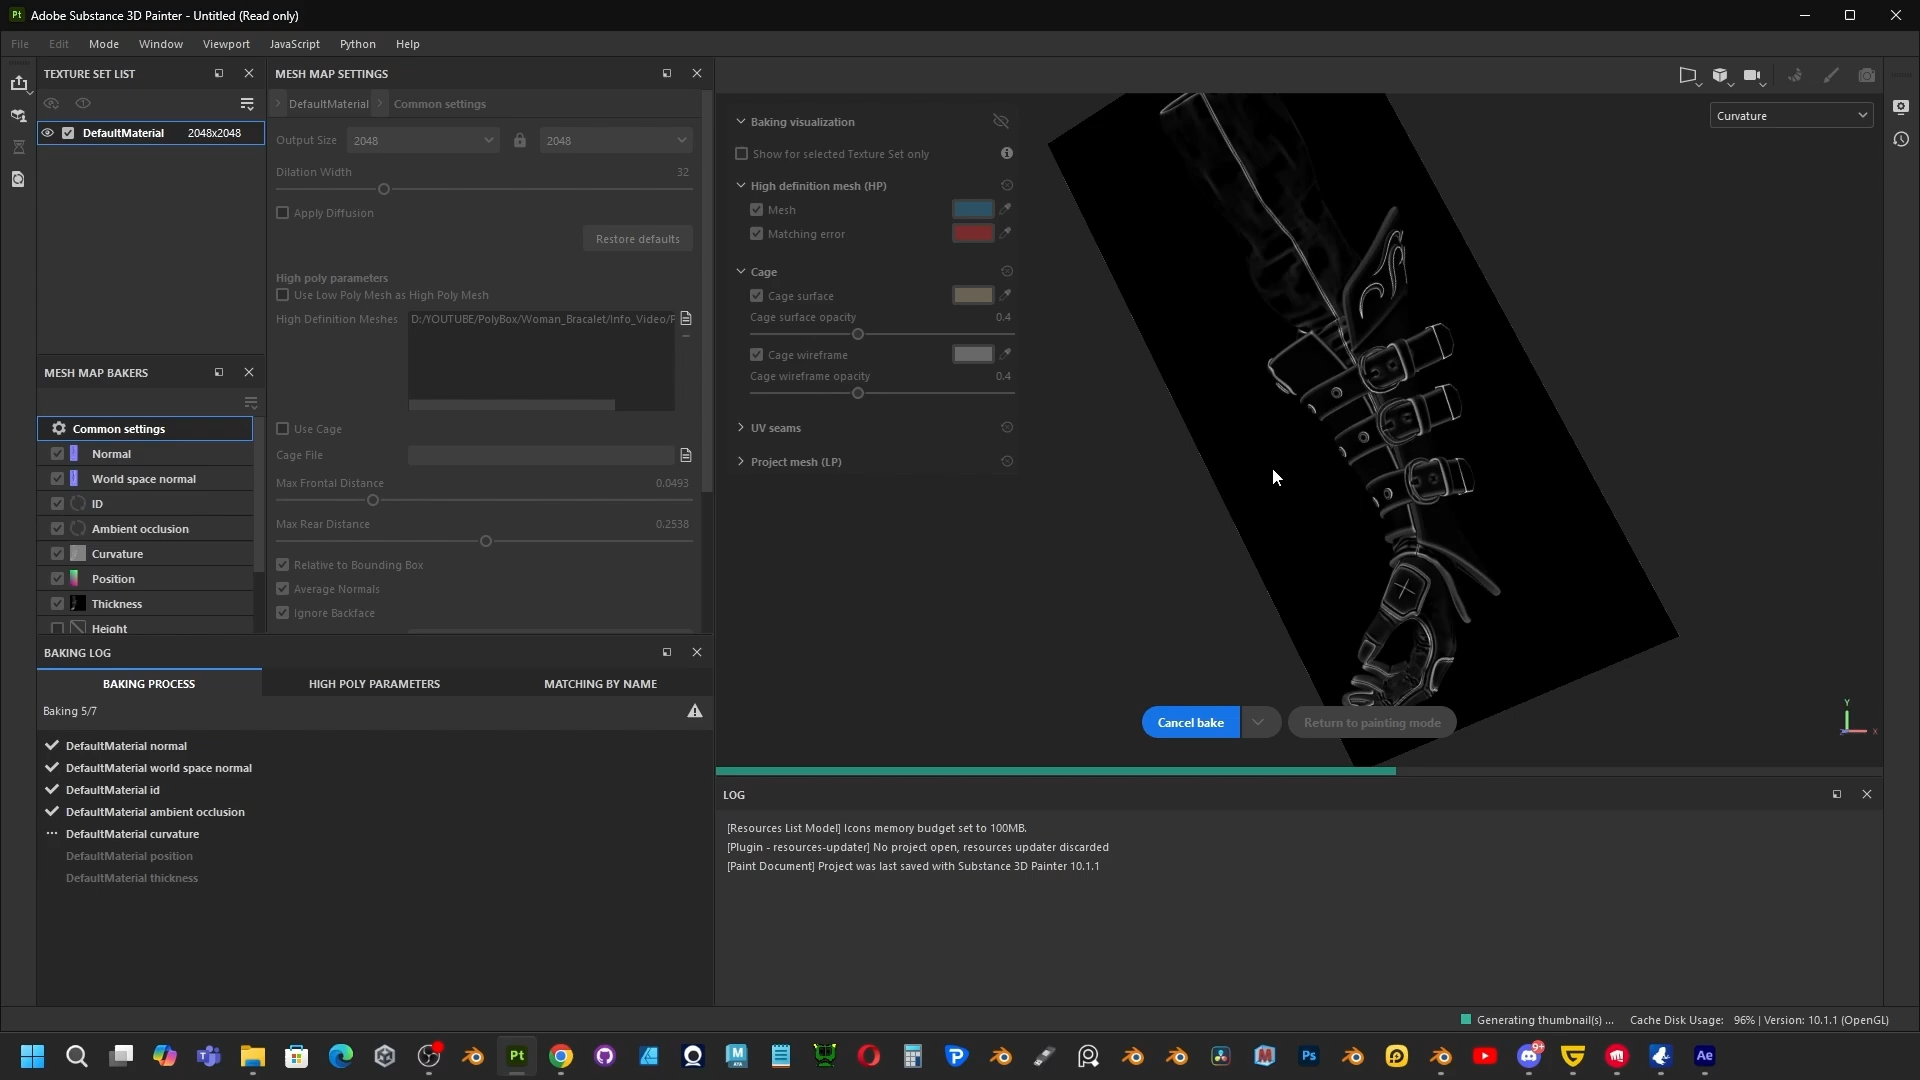 Pt Adobe Substance 3D Painter - Untitled (Read only)
File Edit Mode Window Viewport JavaScript Python Help
TEXTURE SET LIST
DefaultMaterial 2048x2048
MESH MAP BAKERS
Common settings
Normal
World space normal
ID
Ambient occlusion
Curvature
Position
Thickness
Height
MESH MAP SETTINGS
DefaultMaterial Common settings
Output Size 2048 2048
Dilation Width 32
Apply Diffusion
Restore defaults
High poly parameters
Use Low Poly Mesh as High Poly Mesh
High Definition Meshes D:/YOUTUBE/PolyBox/Woman_Bracalet/Info_Video/F
Use Cage
Cage File
Max Frontal Distance 0.0493
Max Rear Distance 0.2538
Relative to Bounding Box
Average Normals
Ignore Backface
Baking visualization
Show for selected Texture Set only
High definition mesh (HP)
Mesh
Matching error
Cage
Cage surface
Cage surface opacity 0.4
Cage wireframe
Cage wireframe opacity 0.4
UV seams
Project mesh (LP)
Curvature
Y
X
Z
Cancel bake
Return to painting mode
BAKING LOG
BAKING PROCESS HIGH POLY PARAMETERS MATCHING BY NAME
Baking 5/7
DefaultMaterial normal
DefaultMaterial world space normal
DefaultMaterial id
DefaultMaterial ambient occlusion
DefaultMaterial curvature
DefaultMaterial position
DefaultMaterial thickness
LOG
[Resources List Model] Icons memory budget set to 100MB.
[Plugin - resources-updater] No project open, resources updater discarded
[Paint Document] Project was last saved with Substance 3D Painter 10.1.1
Generating thumbnail(s) ... Cache Disk Usage: 96% | Version: 10.1.1 (OpenGL)
Pt Ps 9+ Ae